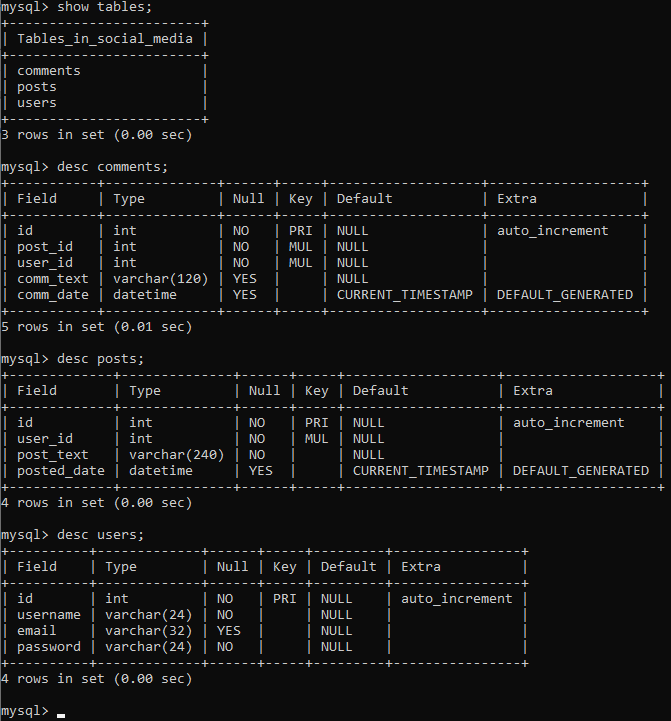 mysql> show tables;
+------------------------+
| Tables_in_social_media |
+------------------------+
| comments               |
| posts                  |
| users                  |
+------------------------+
3 rows in set (0.00 sec)
mysql> desc comments;
+-----------+--------------+------+-----+-------------------+-------------------+
| Field     | Type         | Null | Key | Default           | Extra             |
+-----------+--------------+------+-----+-------------------+-------------------+
| id        | int          | NO   | PRI | NULL              | auto_increment    |
| post_id   | int          | NO   | MUL | NULL              |                   |
| user_id   | int          | NO   | MUL | NULL              |                   |
| comm_text | varchar(120) | YES  |     | NULL              |                   |
| comm_date | datetime     | YES  |     | CURRENT_TIMESTAMP | DEFAULT_GENERATED |
+-----------+--------------+------+-----+-------------------+-------------------+
5 rows in set (0.01 sec)
mysql> desc posts;
+-------------+--------------+------+-----+-------------------+-------------------+
| Field       | Type         | Null | Key | Default           | Extra             |
+-------------+--------------+------+-----+-------------------+-------------------+
| id          | int          | NO   | PRI | NULL              | auto_increment    |
| user_id     | int          | NO   | MUL | NULL              |                   |
| post_text   | varchar(240) | NO   |     | NULL              |                   |
| posted_date | datetime     | YES  |     | CURRENT_TIMESTAMP | DEFAULT_GENERATED |
+-------------+--------------+------+-----+-------------------+-------------------+
4 rows in set (0.00 sec)
mysql> desc users;
+----------+-------------+------+-----+---------+----------------+
| Field    | Type        | Null | Key | Default | Extra          |
+----------+-------------+------+-----+---------+----------------+
| id       | int         | NO   | PRI | NULL    | auto_increment |
| username | varchar(24) | NO   |     | NULL    |                |
| email    | varchar(32) | YES  |     | NULL    |                |
| password | varchar(24) | NO   |     | NULL    |                |
+----------+-------------+------+-----+---------+----------------+
4 rows in set (0.00 sec)
mysql>